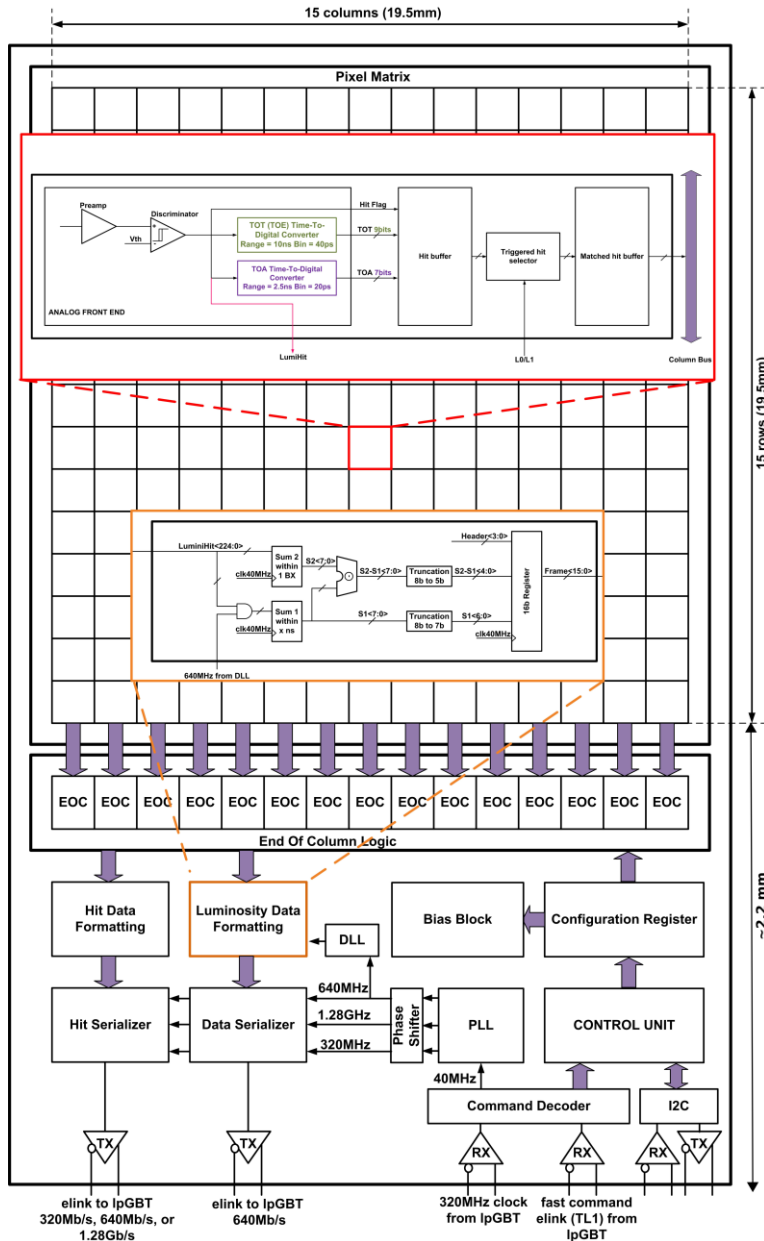 15 columns (19.5mm)
Pixel Matrix
Preamp
Discriminator
Vth
+
-
TOT (TOE) Time-To-
Digital Converter
Range = 10ns Bin = 40ps
TOA Time-To-Digital
Converter
Range = 2.5ns Bin = 20ps
ANALOG FRONT END
LumiHit
Hit Flag
TOT 9bits
TOA 7bits
Hit buffer
Triggered hit
selector
L0/L1
Matched hit buffer
Column Bus
15 rows (19.5mm)
LuminiHit<224:0>
clk40MHz
Sum 2
within
1 BX
S2<7:0>
clk40MHz
Sum 1
within
x ns
640MHz from DLL
S2-S1<7:0>
Truncation
8b to 5b
S2-S1<4:0>
S1<7:0>
Truncation
8b to 7b
S1<6:0>
Header<3:0>
clk40MHz
16b Register
Frame<15:0>
EOC EOC EOC EOC EOC EOC EOC EOC EOC EOC EOC EOC EOC EOC EOC
End Of Column Logic
~2.2 mm
Hit Data
Formatting
Luminosity Data
Formatting
DLL
Bias Block
Configuration Register
Hit Serializer
Data Serializer
640MHz
1.28GHz
320MHz
Phase
Shifter
PLL
CONTROL UNIT
40MHz
Command Decoder
I2C
TX
TX
RX
RX
RX
TX
elink to lpGBT
320Mb/s, 640Mb/s, or
1.28Gb/s
elink to lpGBT
640Mb/s
320MHz clock
from lpGBT
fast command
elink (TL1) from
lpGBT